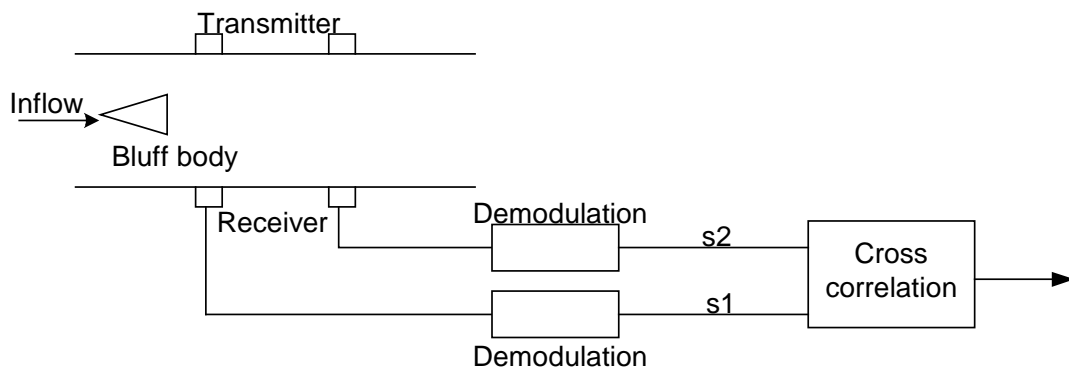 Transmitter
Inflow
Bluff body
Receiver
Demodulation
s2
Cross
correlation
s1
Demodulation